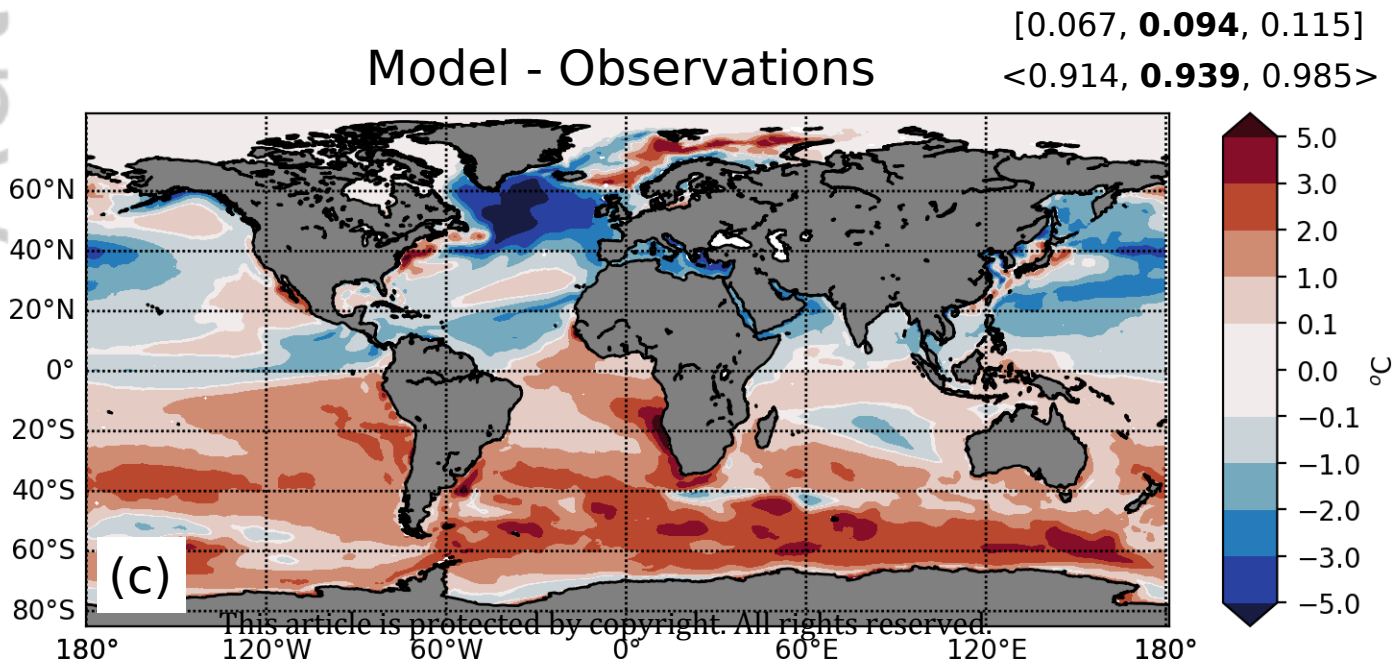 [0.067, 0.094, 0.115]
Model - Observations
<0.914, 0.939, 0.985>
60°N
40°N
20°N
0°
20°S
40°S
60°S
80°S
(c)
180°
120°W
60°W
0°
60°E
120°E
180°
5.0
3.0
2.0
1.0
0.1
0.0
−0.1
−1.0
−2.0
−3.0
−5.0
°C
This article is protected by copyright. All rights reserved.